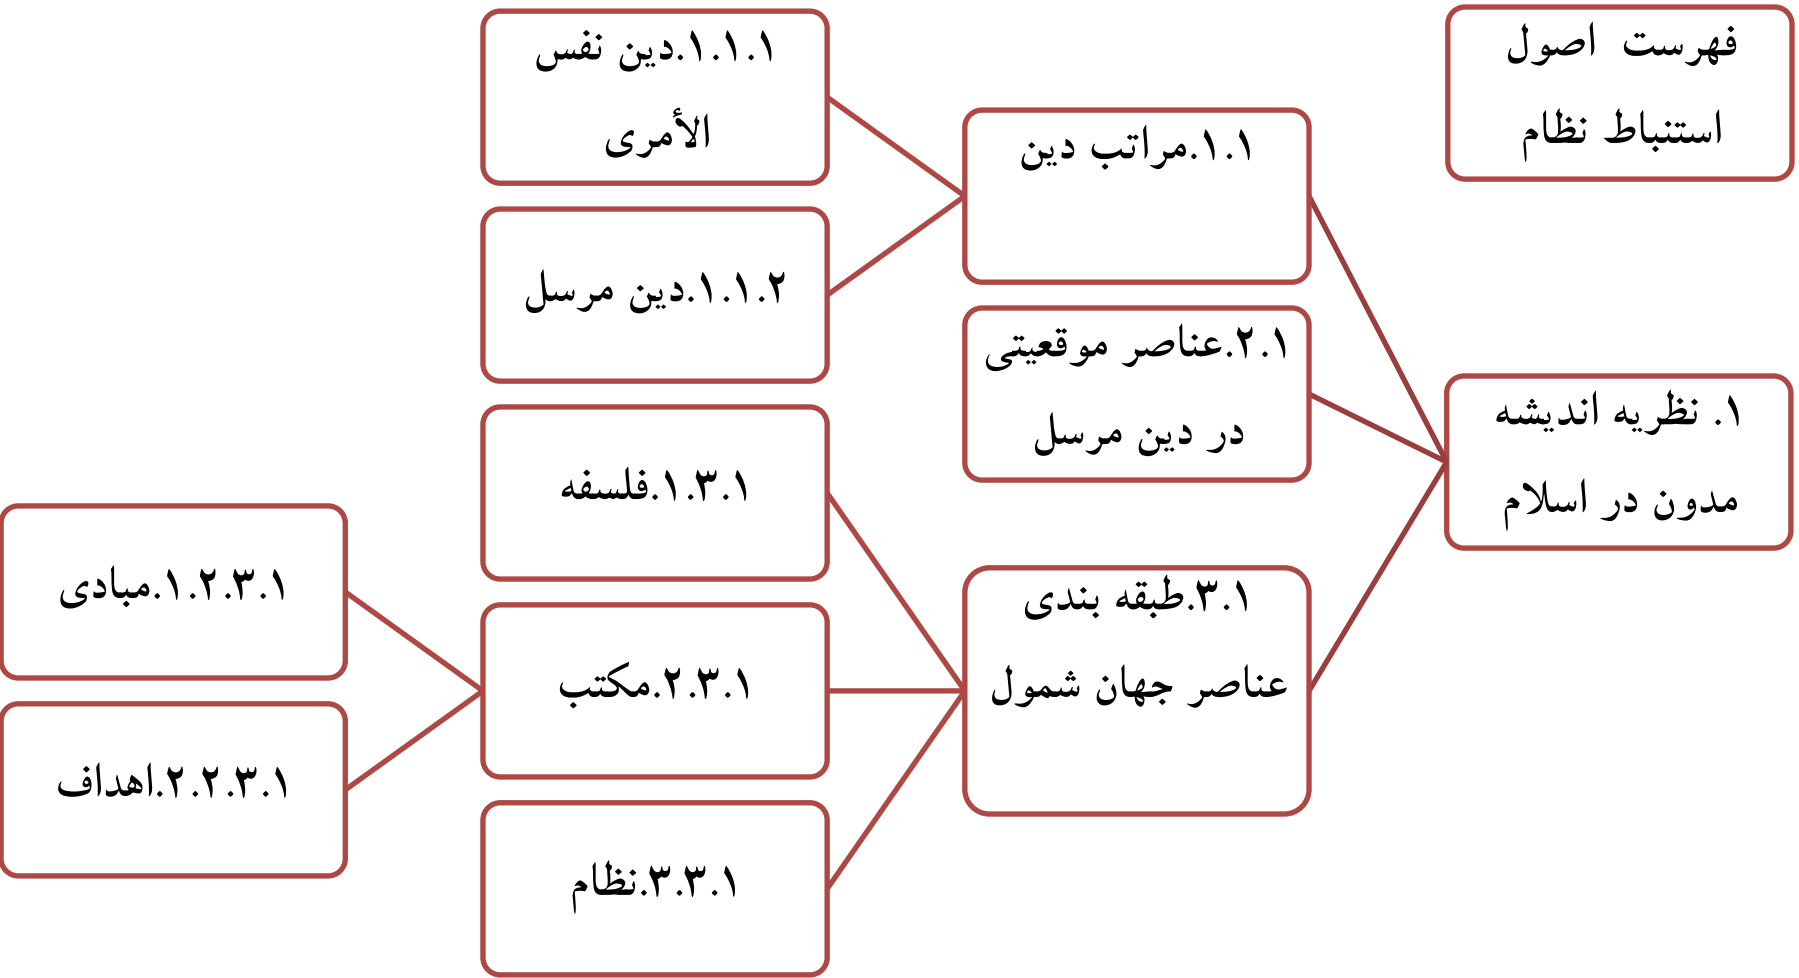 فهرست اصول
استنباط نظام
۱. نظریه اندیشه
مدون در اسلام
۱.۱.مراتب دین
۱.۱.۱.دین نفس
الأمری
۱.۱.۲.دین مرسل
۲.۱.عناصر موقعیتی
در دین مرسل
۳.۱.طبقه بندی
عناصر جهان شمول
۱.۳.۱.فلسفه
۲.۳.۱.مکتب
۱.۲.۳.۱.مبادی
۲.۲.۳.۱.اهداف
۳.۳.۱.نظام